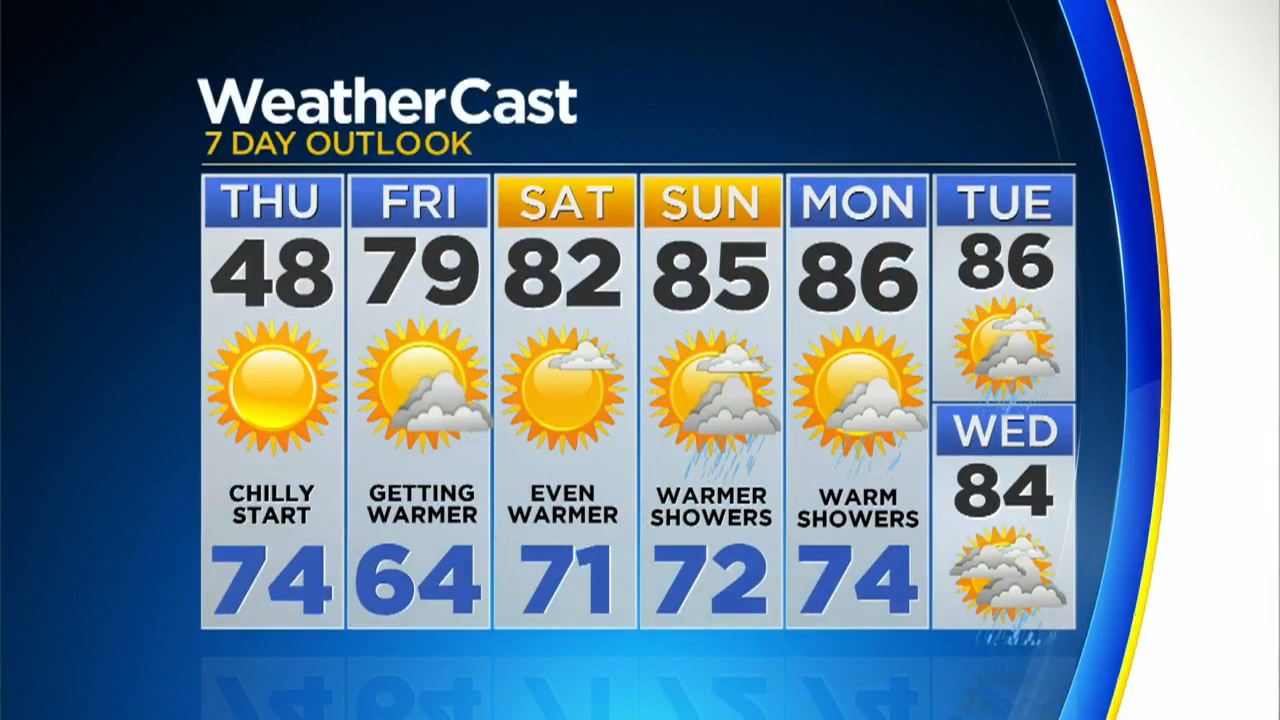 WeatherCast
7 DAY OUTLOOK
THU
48
CHILLY
START
74
FRI
79
GETTING
WARMER
64
SAT
82
EVEN
WARMER
71
SUN
85
WARMER
SHOWERS
72
MON
86
WARM
SHOWERS
74
TUE
86
WED
84